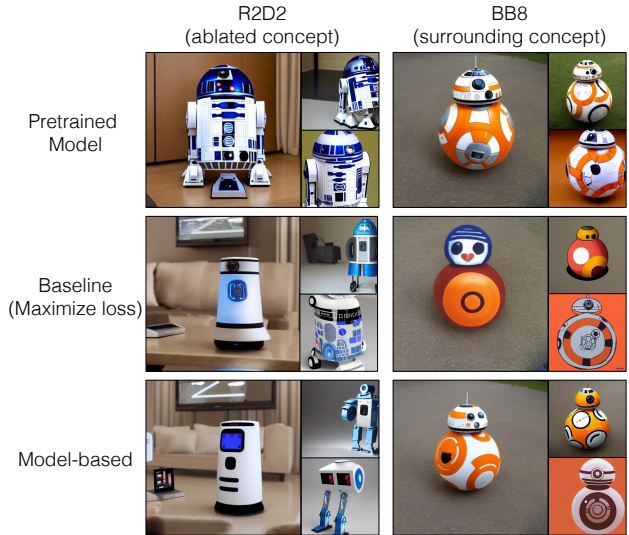 R2D2
(ablated concept)
BB8
(surrounding concept)
Pretrained
Model
Baseline
(Maximize loss)
Model-based